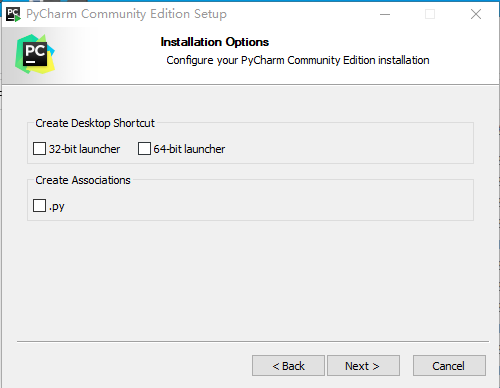 PyCharm Community Edition Setup
PC
Installation Options
Configure your PyCharm Community Edition installation
Create Desktop Shortcut
32-bit launcher 64-bit launcher
Create Associations
.py
< Back Next > Cancel